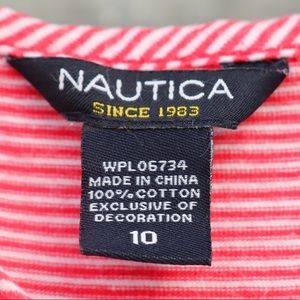 NAUTICA
SINCE 1983
WPL06734
MADE IN CHINA
100% COTTON
EXCLUSIVE OF
DECORATION
10